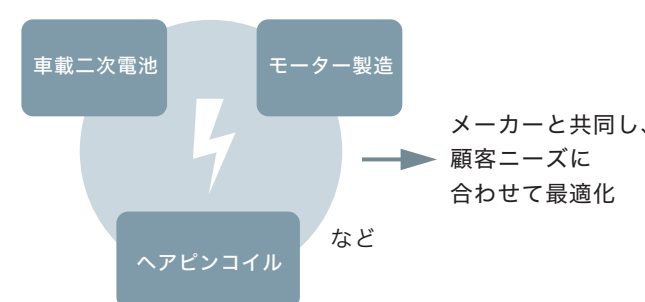 車載二次電池
モーター製造
メーカーと共同し、
顧客ニーズに
合わせて最適化
など
ヘアピンコイル